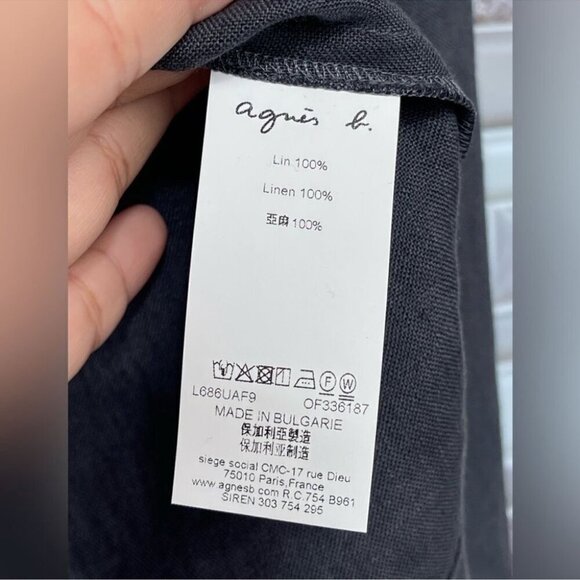 agnès b.
Lin 100%
Linen 100%
亞麻 100%
F W
L686UAF9 OF336187
MADE IN BULGARIE
保加利亞製造
保加利亚制造
siege social CMC-17 rue Dieu
75010 Paris,France
www.agnesb.com R C 754 B961
SIREN 303 754 295